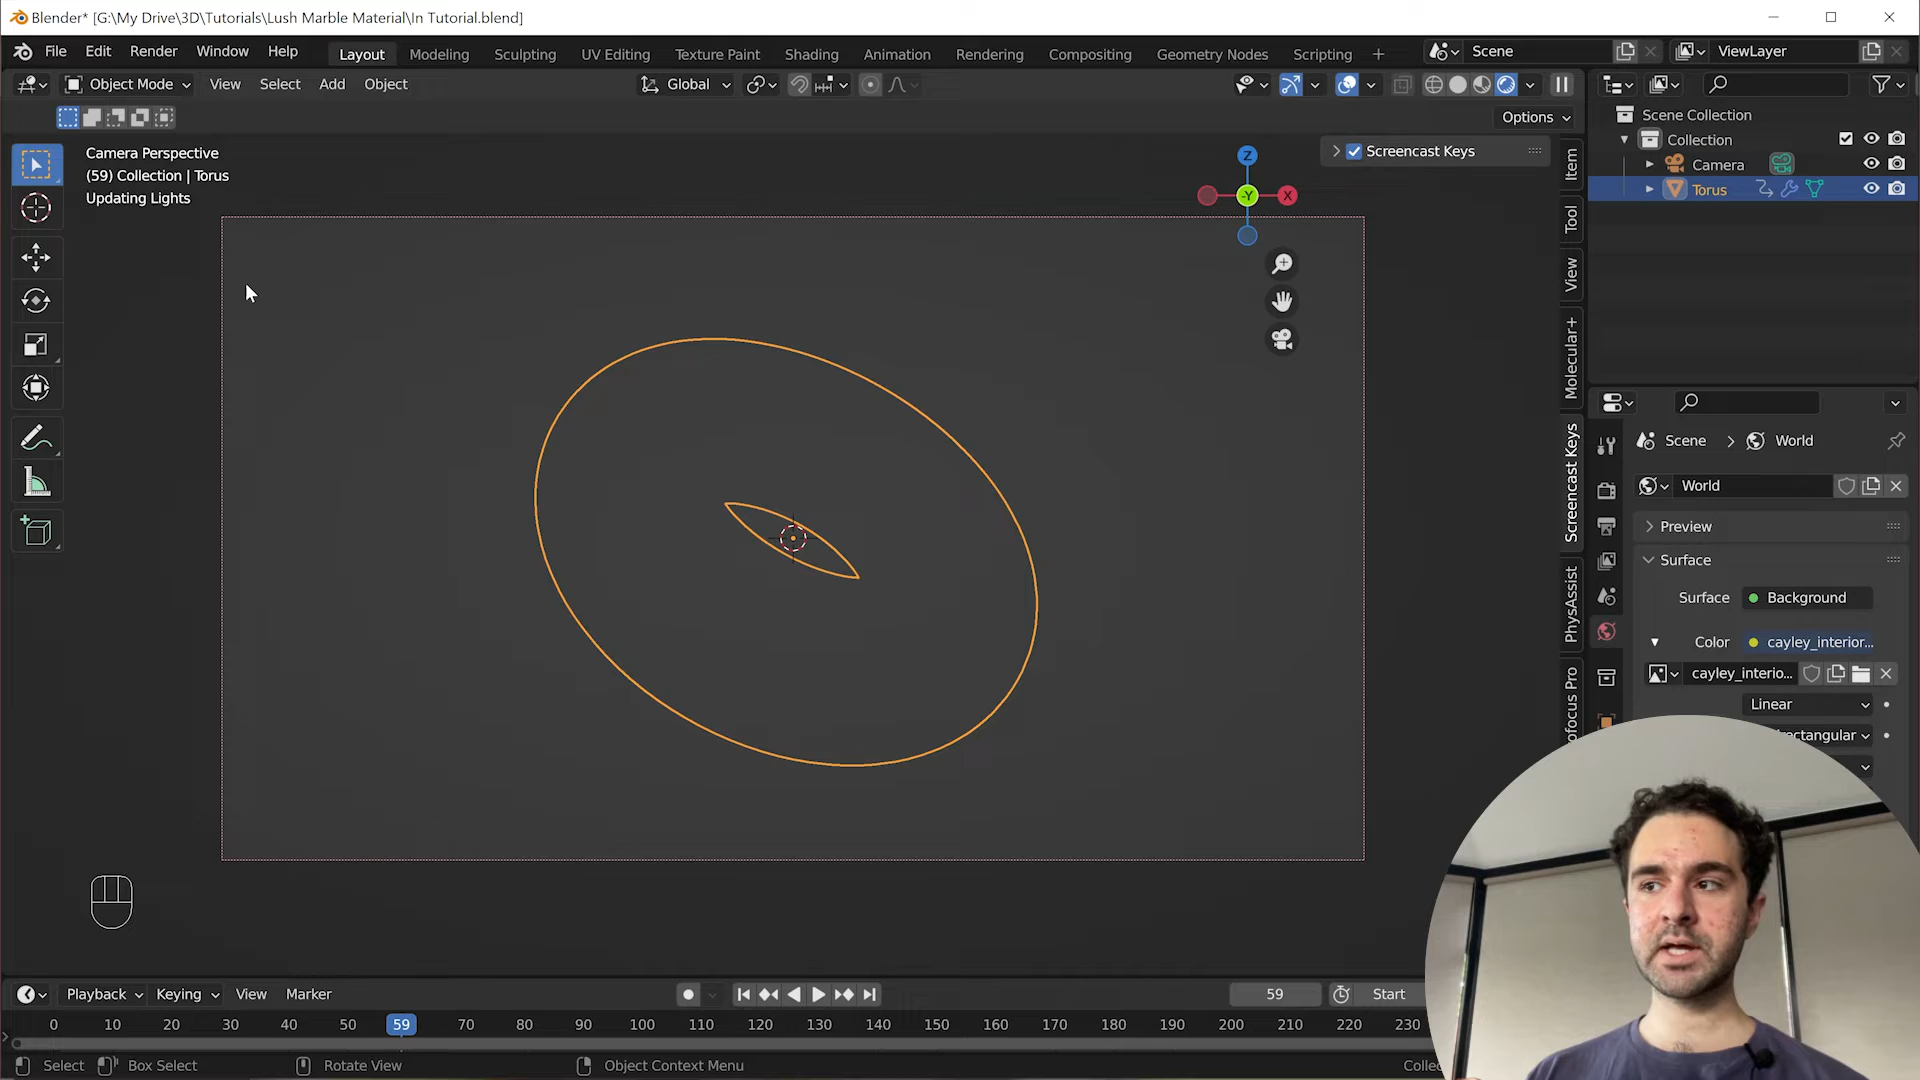 Blender* [G:\My Drive\3D\Tutorials\Lush Marble Material\In Tutorial.blend]
File Edit Render Window Help Layout Modeling Sculpting UV Editing Texture Paint Shading Animation Rendering Compositing Geometry Nodes Scripting + Scene ViewLayer
Object Mode View Select Add Object Global
Options
Scene Collection
Collection
Camera
Torus
Camera Perspective
(59) Collection | Torus
Updating Lights
Screencast Keys
Z
-Y X
Item
Tool
View
Molecular+
Screencast Keys
PhysAssist
ofocus Pro
Scene > World
World
Preview
Surface
Surface Background
Color cayley_interior...
cayley_interio...
Linear
rectangular
Playback Keying View Marker 59 Start
0 10 20 30 40 50 59 70 80 90 100 110 120 130 140 150 160 170 180 190 200 210 220 230
Select Box Select Rotate View Object Context Menu Collec